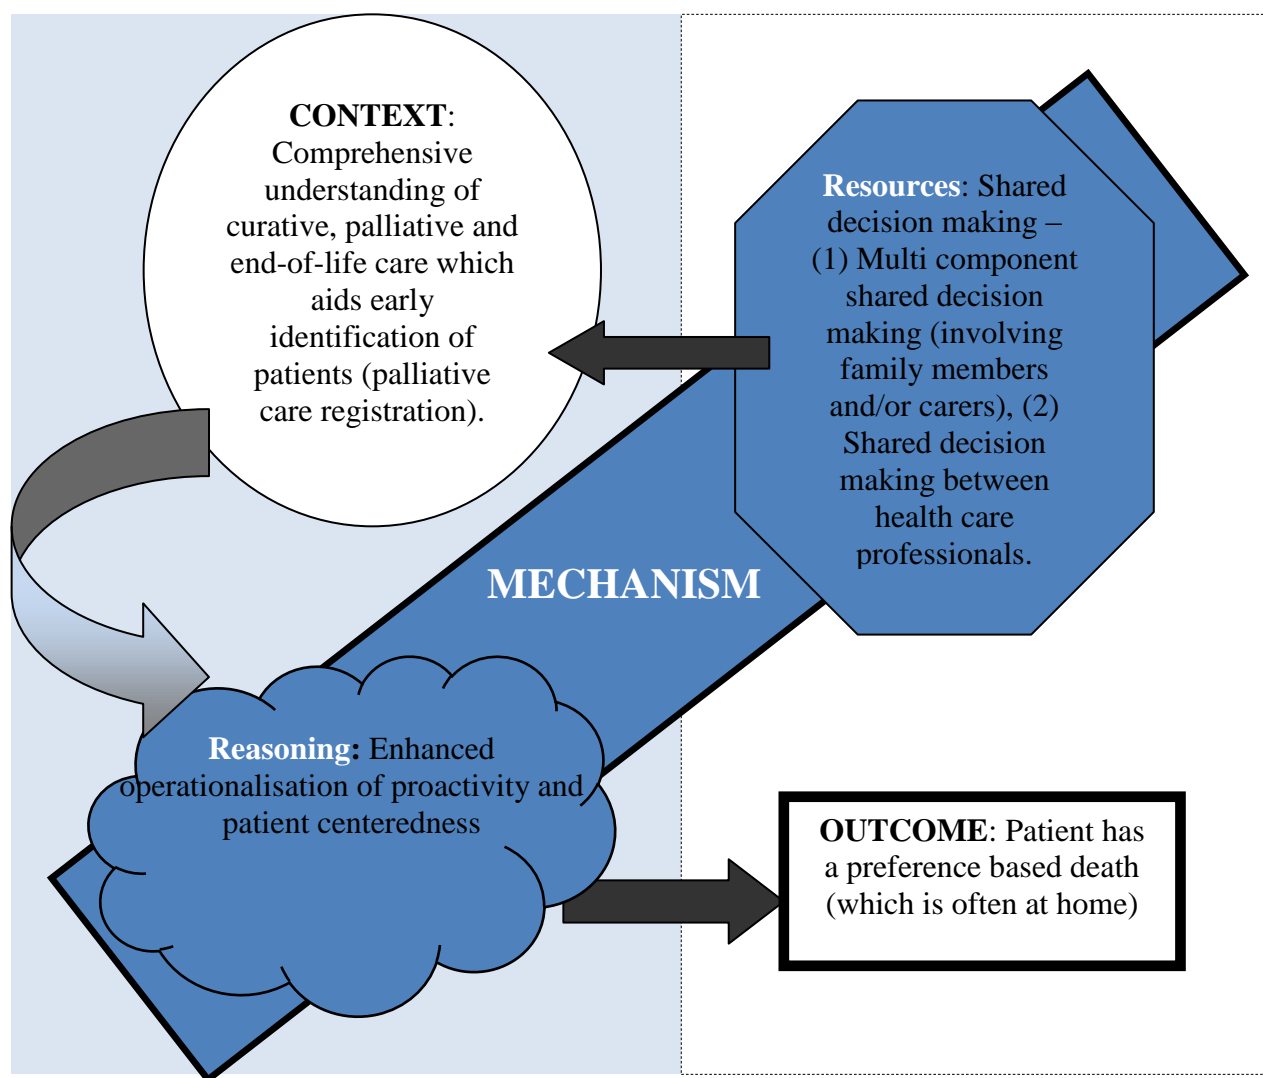 CONTEXT:
Comprehensive
understanding of
curative, palliative and
end-of-life care which
aids early
identification of
patients (palliative
care registration).
Resources: Shared
decision making –
(1) Multi component
shared decision
making (involving
family members
and/or carers), (2)
Shared decision
making between
health care
professionals.
MECHANISM
Reasoning: Enhanced
operationalisation of proactivity and
patient centeredness
OUTCOME: Patient has
a preference based death
(which is often at home)